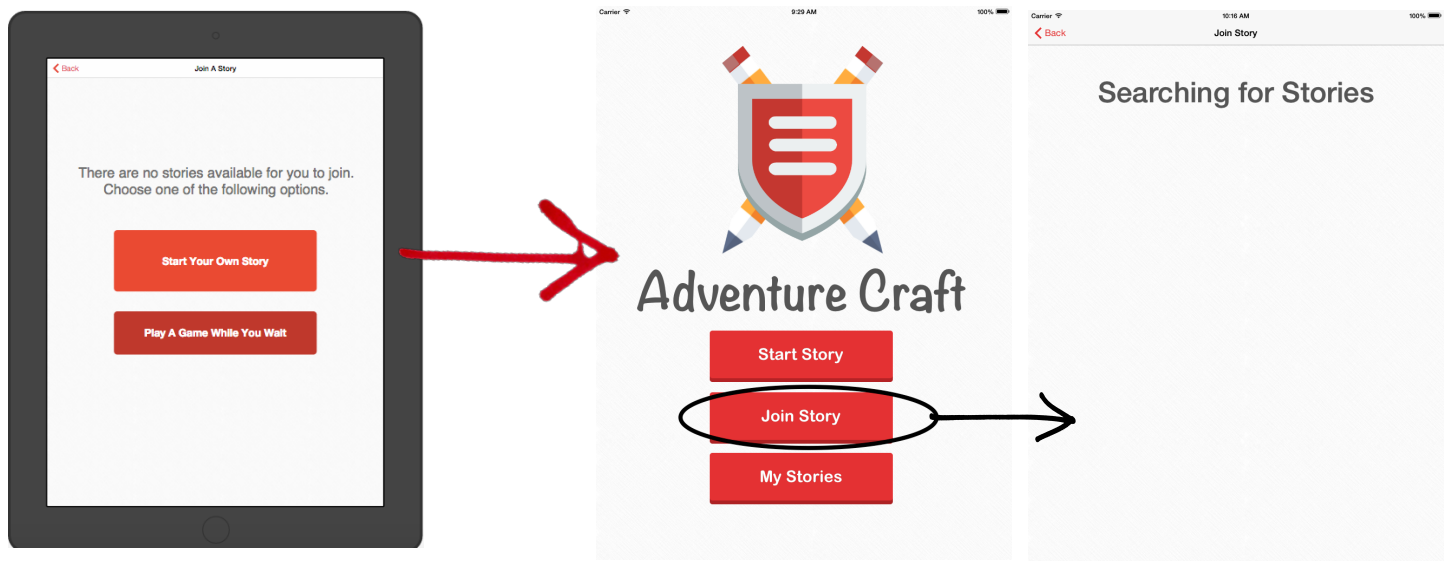 Back
Join A Story
There are no stories available for you to join.
Choose one of the following options.
Start Your Own Story
Play A Game While You Wait
Carrier
9:29 AM
100%
Adventure Craft
Start Story
Join Story
My Stories
Carrier
10:16 AM
100%
Back
Join Story
Searching for Stories